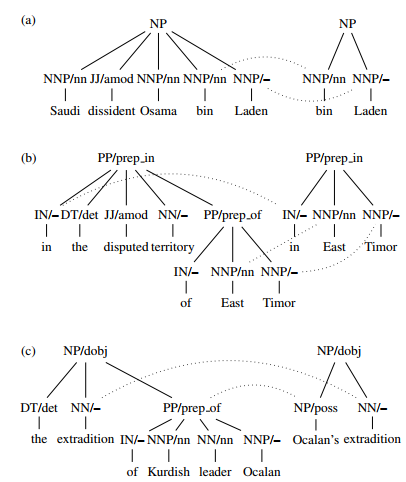 (a) NP NP
NNP/nn JJ/amod NNP/nn NNP/nn NNP/– NNP/nn NNP/–
Saudi dissident Osama bin Laden bin Laden
(b) PP/prep_in PP/prep_in
IN/– DT/det JJ/amod NN/– PP/prep_of IN/– NNP/nn NNP/–
in the disputed territory in East Timor
IN/– NNP/nn NNP/–
of East Timor
(c) NP/dobj NP/dobj
DT/det NN/– PP/prep_of NP/poss NN/–
the extradition IN/– NNP/nn NN/nn NNP/– Ocalan's extradition
of Kurdish leader Ocalan